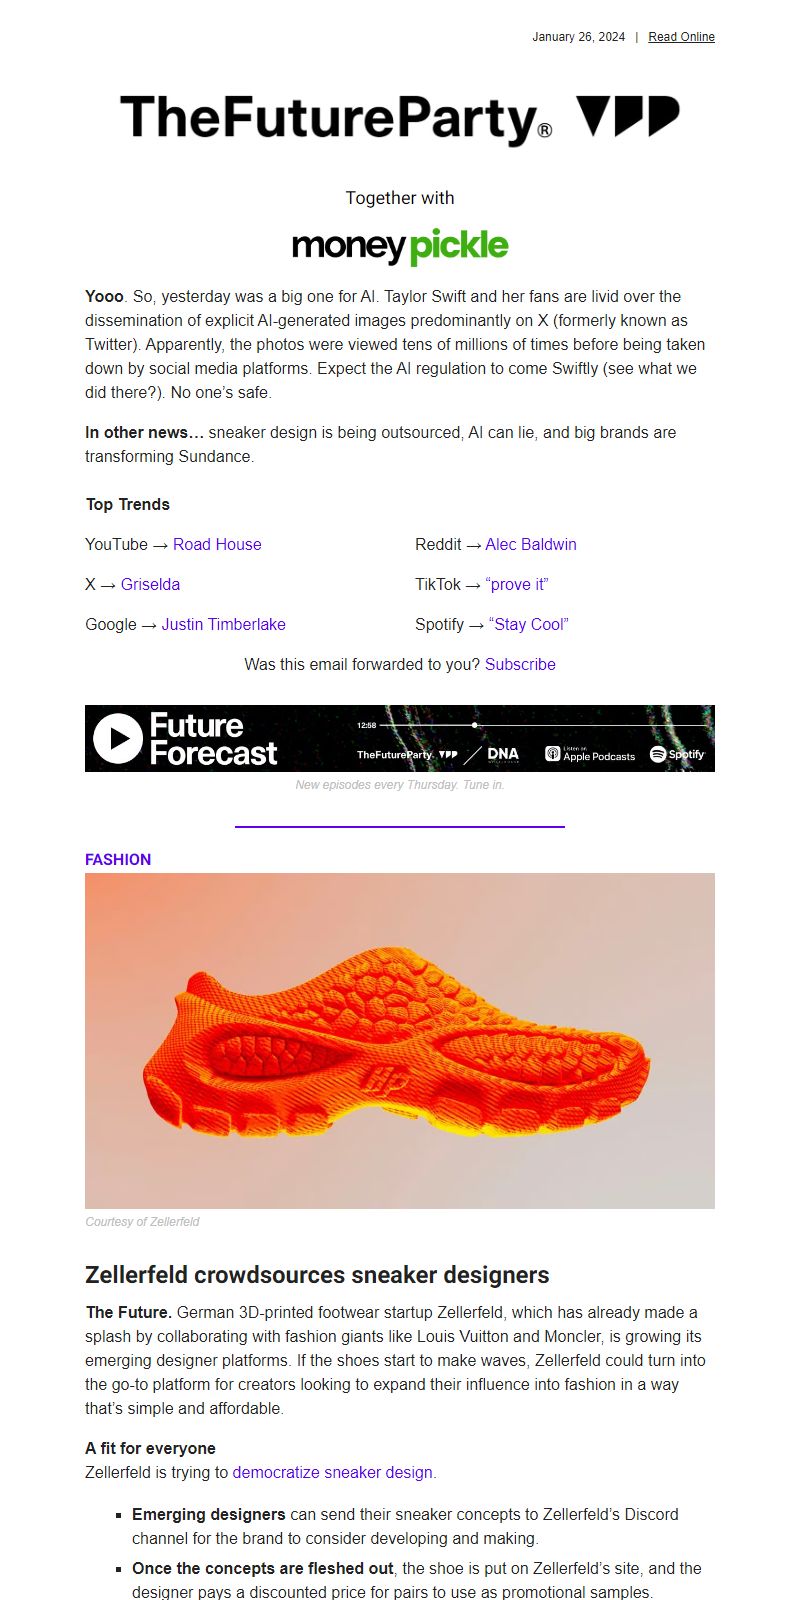 January 26, 2024 | Read Online
TheFutureParty®
Together with
moneypickle
Yooo. So, yesterday was a big one for AI. Taylor Swift and her fans are livid over the
dissemination of explicit AI-generated images predominantly on X (formerly known as
Twitter). Apparently, the photos were viewed tens of millions of times before being taken
down by social media platforms. Expect the AI regulation to come Swiftly (see what we
did there?). No one’s safe.
In other news… sneaker design is being outsourced, AI can lie, and big brands are
transforming Sundance.
Top Trends
YouTube → Road House
Reddit → Alec Baldwin
X → Griselda
TikTok → “prove it”
Google → Justin Timberlake
Spotify → “Stay Cool”
Was this email forwarded to you? Subscribe
Future
Forecast
12:58
TheFutureParty.
DNA
Listen on
Apple Podcasts
Spotify
New episodes every Thursday. Tune in.
FASHION
Courtesy of Zellerfeld
Zellerfeld crowdsources sneaker designers
The Future. German 3D-printed footwear startup Zellerfeld, which has already made a
splash by collaborating with fashion giants like Louis Vuitton and Moncler, is growing its
emerging designer platforms. If the shoes start to make waves, Zellerfeld could turn into
the go-to platform for creators looking to expand their influence into fashion in a way
that’s simple and affordable.
A fit for everyone
Zellerfeld is trying to democratize sneaker design.
▪ Emerging designers can send their sneaker concepts to Zellerfeld’s Discord
channel for the brand to consider developing and making.
▪ Once the concepts are fleshed out, the shoe is put on Zellerfeld’s site, and the
designer pays a discounted price for pairs to use as promotional samples.